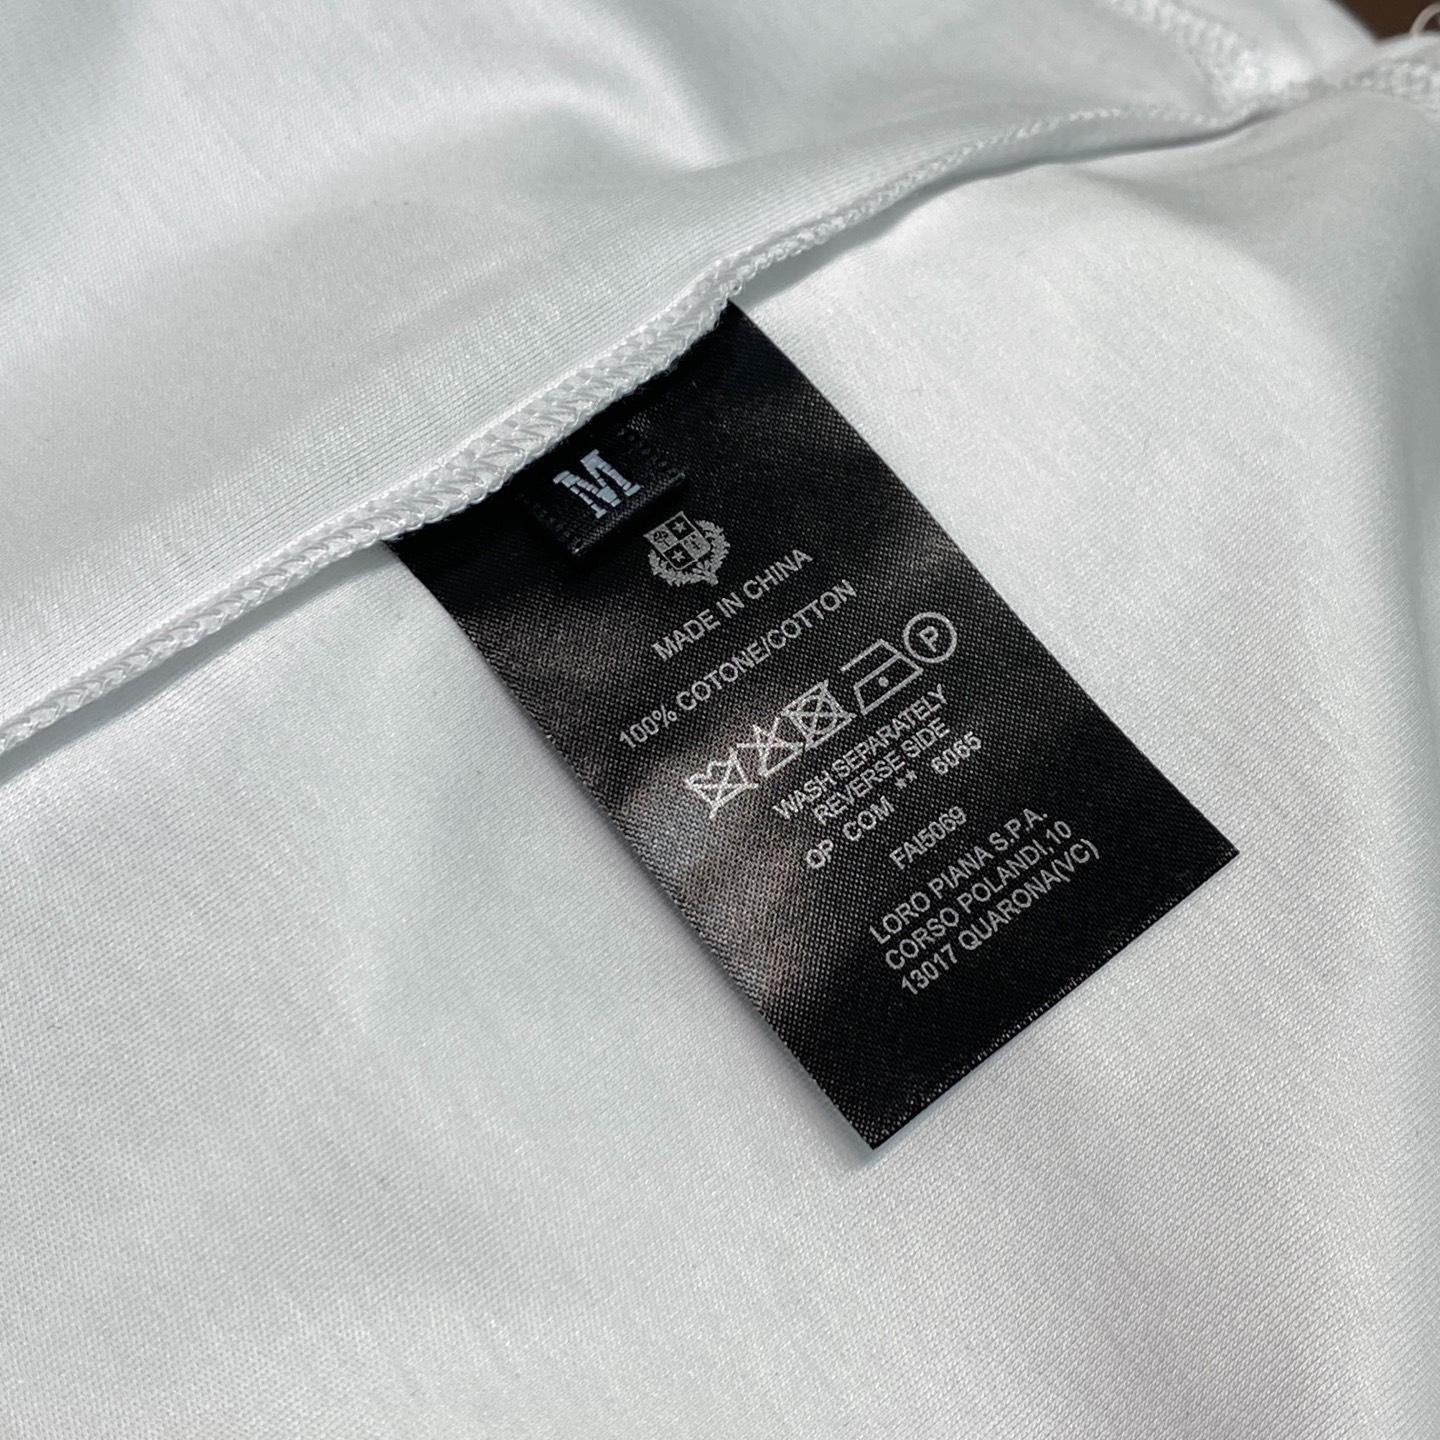 M
MADE IN CHINA
100% COTONE/COTTON
P
WASH SEPARATELY
REVERSE SIDE
OP COM ** 6065
FAI5069
LORO PIANA S.P.A.
CORSO POLANDI,10
13017 QUARONA(VC)